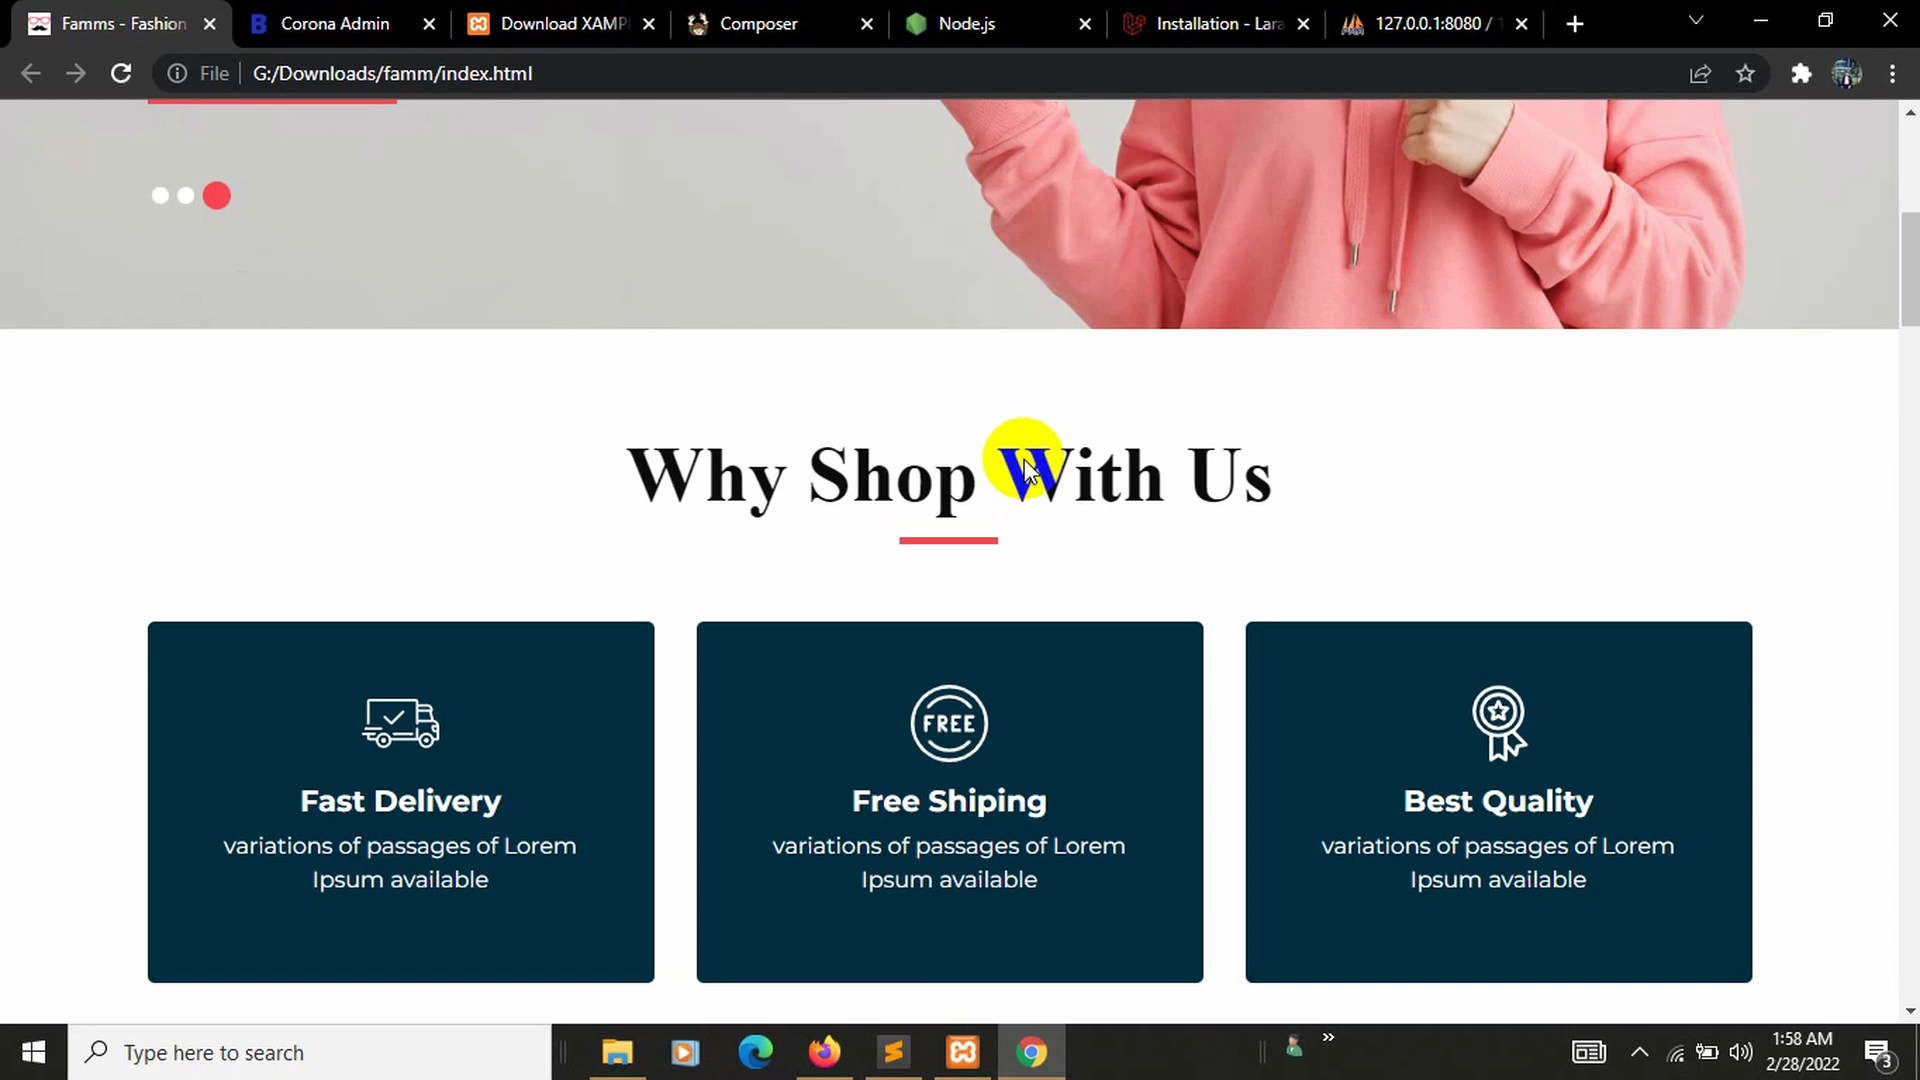 Famms - Fashion
Corona Admin
Download XAMP
Composer
Node.js
Installation - Lara
127.0.0.1:8080 / 1
File
G:/Downloads/famm/index.html
Why Shop With Us
FREE
Fast Delivery
variations of passages of Lorem
Ipsum available
Free Shiping
variations of passages of Lorem
Ipsum available
Best Quality
variations of passages of Lorem
Ipsum available
Type here to search
1:58 AM
2/28/2022
3